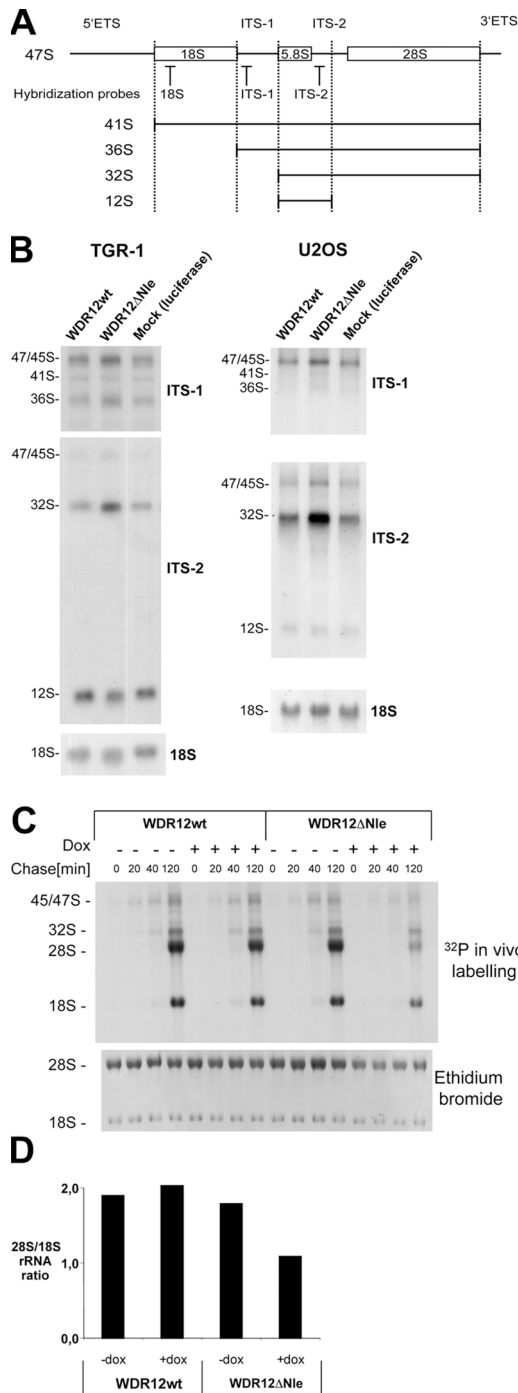 A
5'ETS ITS-1 ITS-2 3'ETS
47S 18S 5.8S 28S
Hybridization probes 18S ITS-1 ITS-2
41S
36S
32S
12S
B
TGR-1 U2OS
WDR12wt WDR12ΔNle Mock (luciferase) WDR12wt WDR12ΔNle Mock (luciferase)
47/45S-
41S-
36S-
ITS-1
47/45S-
41S-
36S-
ITS-1
47/45S-
32S-
ITS-2
12S-
47/45S-
32S-
ITS-2
12S-
18S- 18S
18S- 18S
C
WDR12wt WDR12ΔNle
Dox - - - - + + + + - - - - + + + +
Chase[min] 0 20 40 120 0 20 40 120 0 20 40 120 0 20 40 120
45/47S -
32S -
28S -
18S -
32P in vivo
labelling
28S -
18S -
Ethidium
bromide
D
2,0
1,0
0,0
28S/18S
rRNA
ratio
-dox +dox -dox +dox
WDR12wt WDR12ΔNle